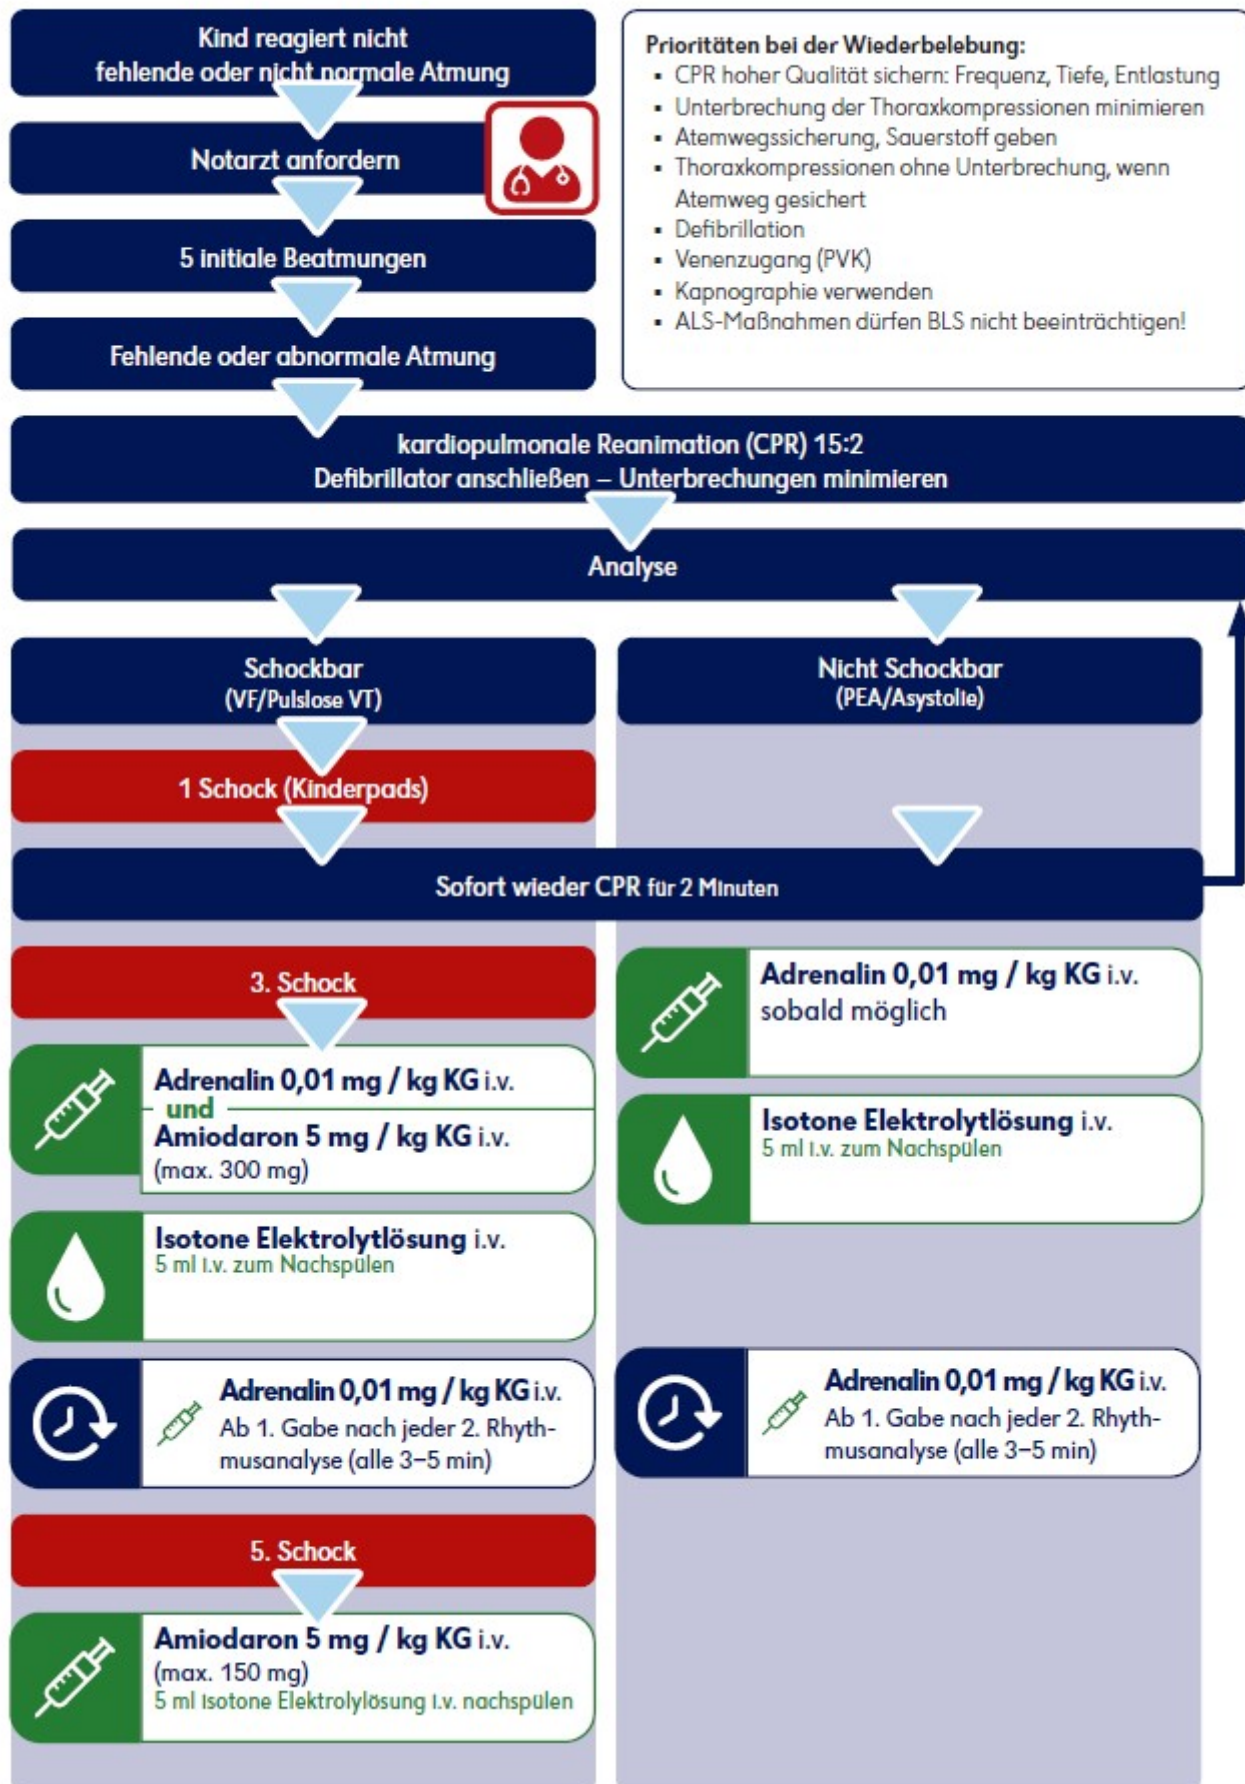 Kind reagiert nicht
fehlende oder nicht normale Atmung
Notarzt anfordern
5 initiale Beatmungen
Fehlende oder abnormale Atmung
Prioritäten bei der Wiederbelebung:
▪ CPR hoher Qualität sichern: Frequenz, Tiefe, Entlastung
▪ Unterbrechung der Thoraxkompressionen minimieren
▪ Atemwegssicherung, Sauerstoff geben
▪ Thoraxkompressionen ohne Unterbrechung, wenn
Atemweg gesichert
▪ Defibrillation
▪ Venenzugang (PVK)
▪ Kapnographie verwenden
▪ ALS-Maßnahmen dürfen BLS nicht beeinträchtigen!
kardiopulmonale Reanimation (CPR) 15:2
Defibrillator anschließen – Unterbrechungen minimieren
Analyse
Schockbar
(VF/Pulslose VT)
1 Schock (Kinderpads)
Nicht Schockbar
(PEA/Asystolie)
Sofort wieder CPR für 2 Minuten
3. Schock
Adrenalin 0,01 mg / kg KG i.v.
und
Amiodaron 5 mg / kg KG i.v.
(max. 300 mg)
Isotone Elektrolytlösung i.v.
5 ml i.v. zum Nachspülen
Adrenalin 0,01 mg / kg KG i.v.
Ab 1. Gabe nach jeder 2. Rhyth-
musanalyse (alle 3–5 min)
5. Schock
Amiodaron 5 mg / kg KG i.v.
(max. 150 mg)
5 ml isotone Elektrolylösung i.v. nachspülen
Adrenalin 0,01 mg / kg KG i.v.
sobald möglich
Isotone Elektrolytlösung i.v.
5 ml i.v. zum Nachspülen
Adrenalin 0,01 mg / kg KG i.v.
Ab 1. Gabe nach jeder 2. Rhyth-
musanalyse (alle 3–5 min)